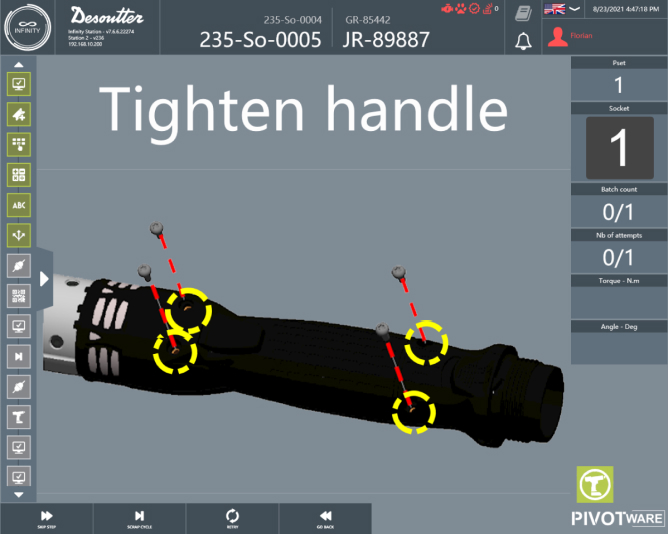 INFINITY
Desoutter
Infinity Station - v7.6.6.22274
Station 2 - v236
192.168.10.200
235-So-0004
GR-85442
235-So-0005
JR-89887
0
8/23/2021 4:47:18 PM
Florian
Tighten handle
Pset
1
Socket
1
Batch count
0/1
Nb of attempts
0/1
Torque - N.m
Angle - Deg
ABC
SKIP STEP
SCRAP CYCLE
RETRY
GO BACK
PIVOTWARE